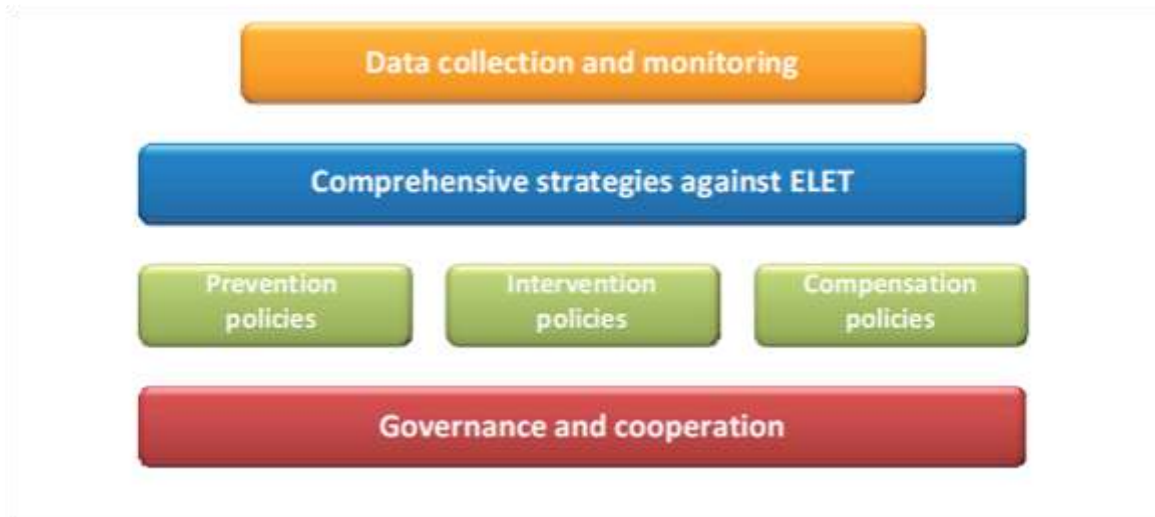 Data collection and monitoring
Comprehensive strategies against ELET
Prevention
policies
Intervention
policies
Compensation
policies
Governance and cooperation